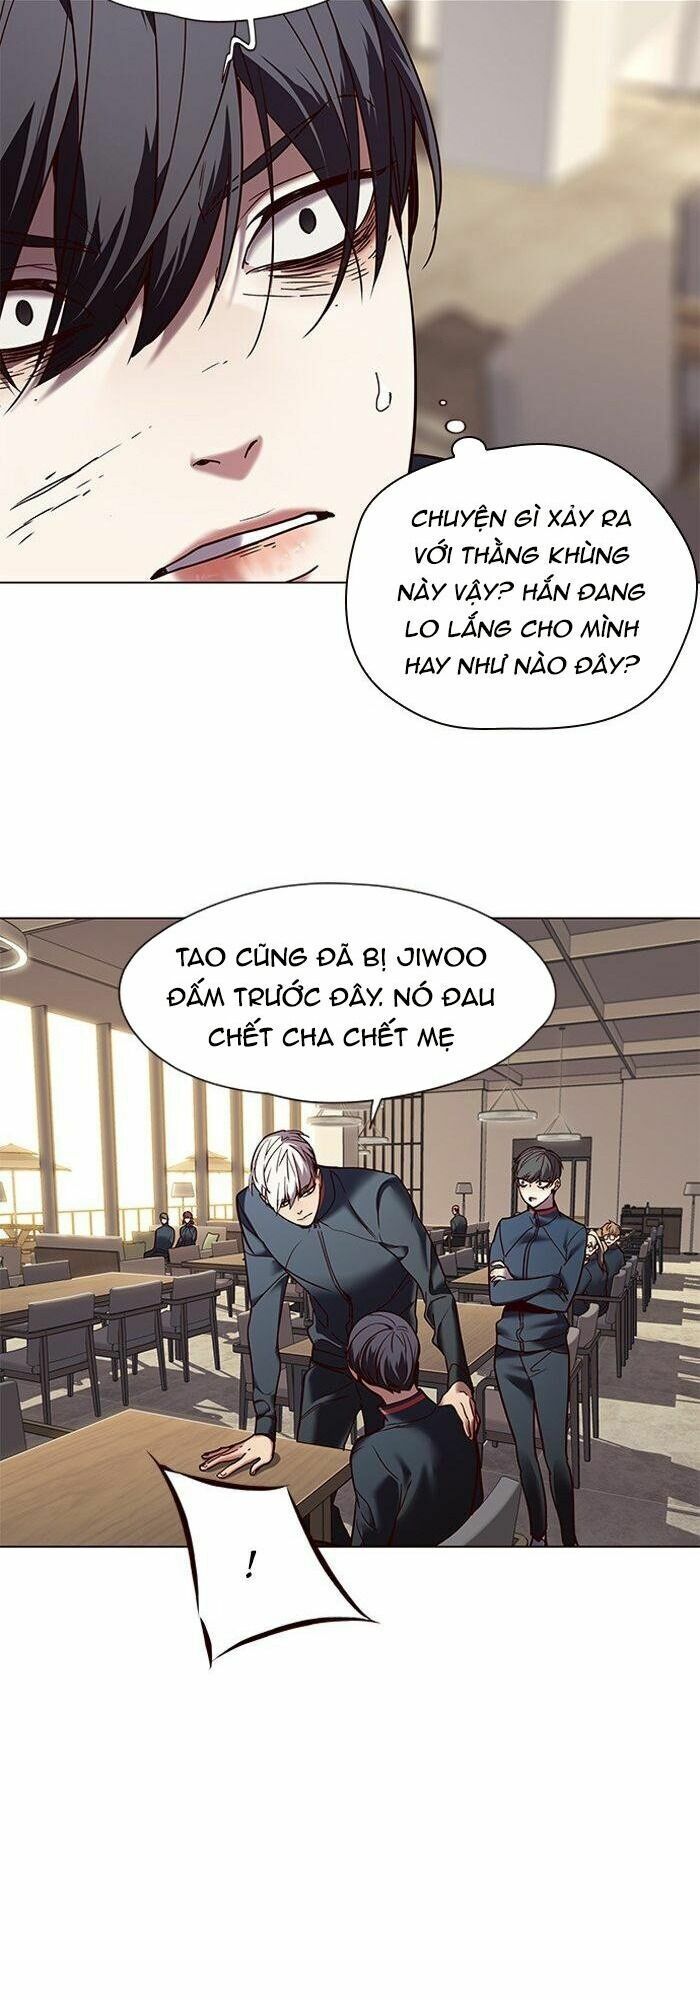 CHUYỆN GÌ XẢY RA
VỚI THẰNG KHÙNG
NÀY VẬY? HẮN ĐANG
LO LẮNG CHO MÌNH
HAY NHƯ NÀO ĐÂY?
TAO CŨNG ĐÃ BỊ JIWOO
ĐẤM TRƯỚC ĐÂY. NÓ ĐAU
CHẾT CHA CHẾT MẸ
!